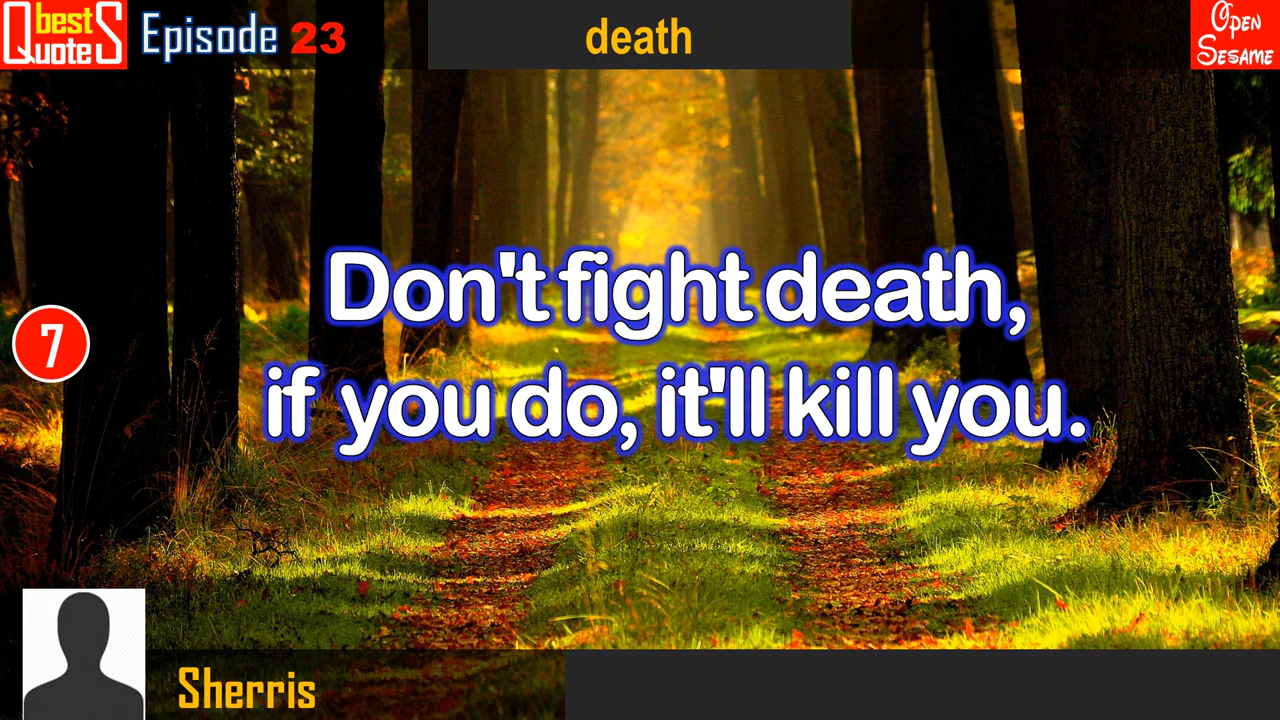 best
QuoteS
Episode 23
death
Open
Sesame
Don't fight death,
if you do, it'll kill you.
7
Sherris